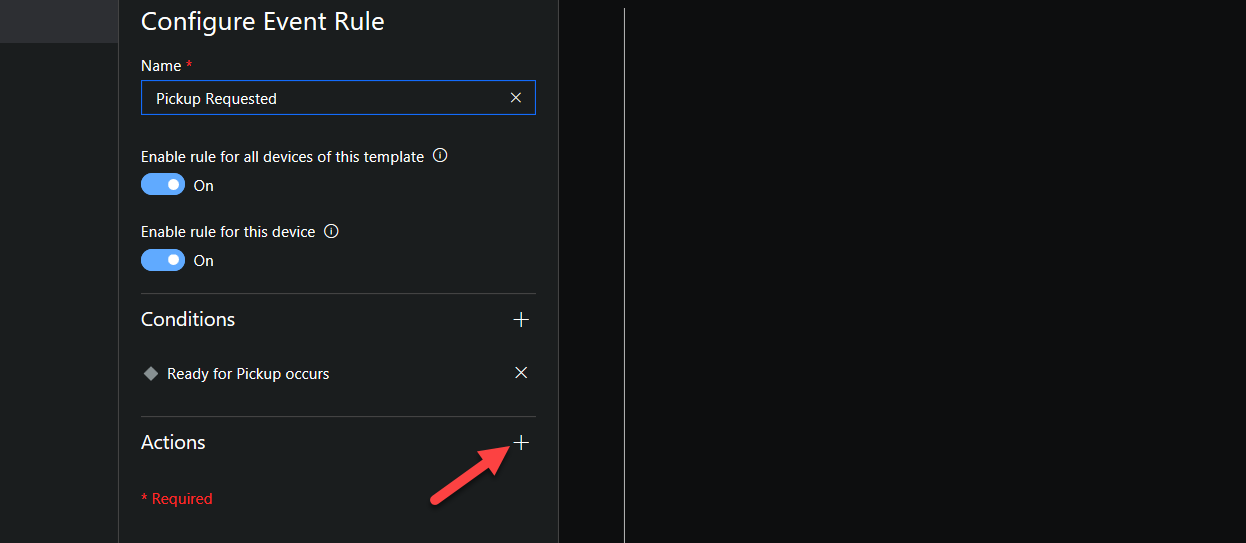 Configure Event Rule
Name *
Pickup Requested
Enable rule for all devices of this template
On
Enable rule for this device
On
Conditions
Ready for Pickup occurs
Actions
* Required